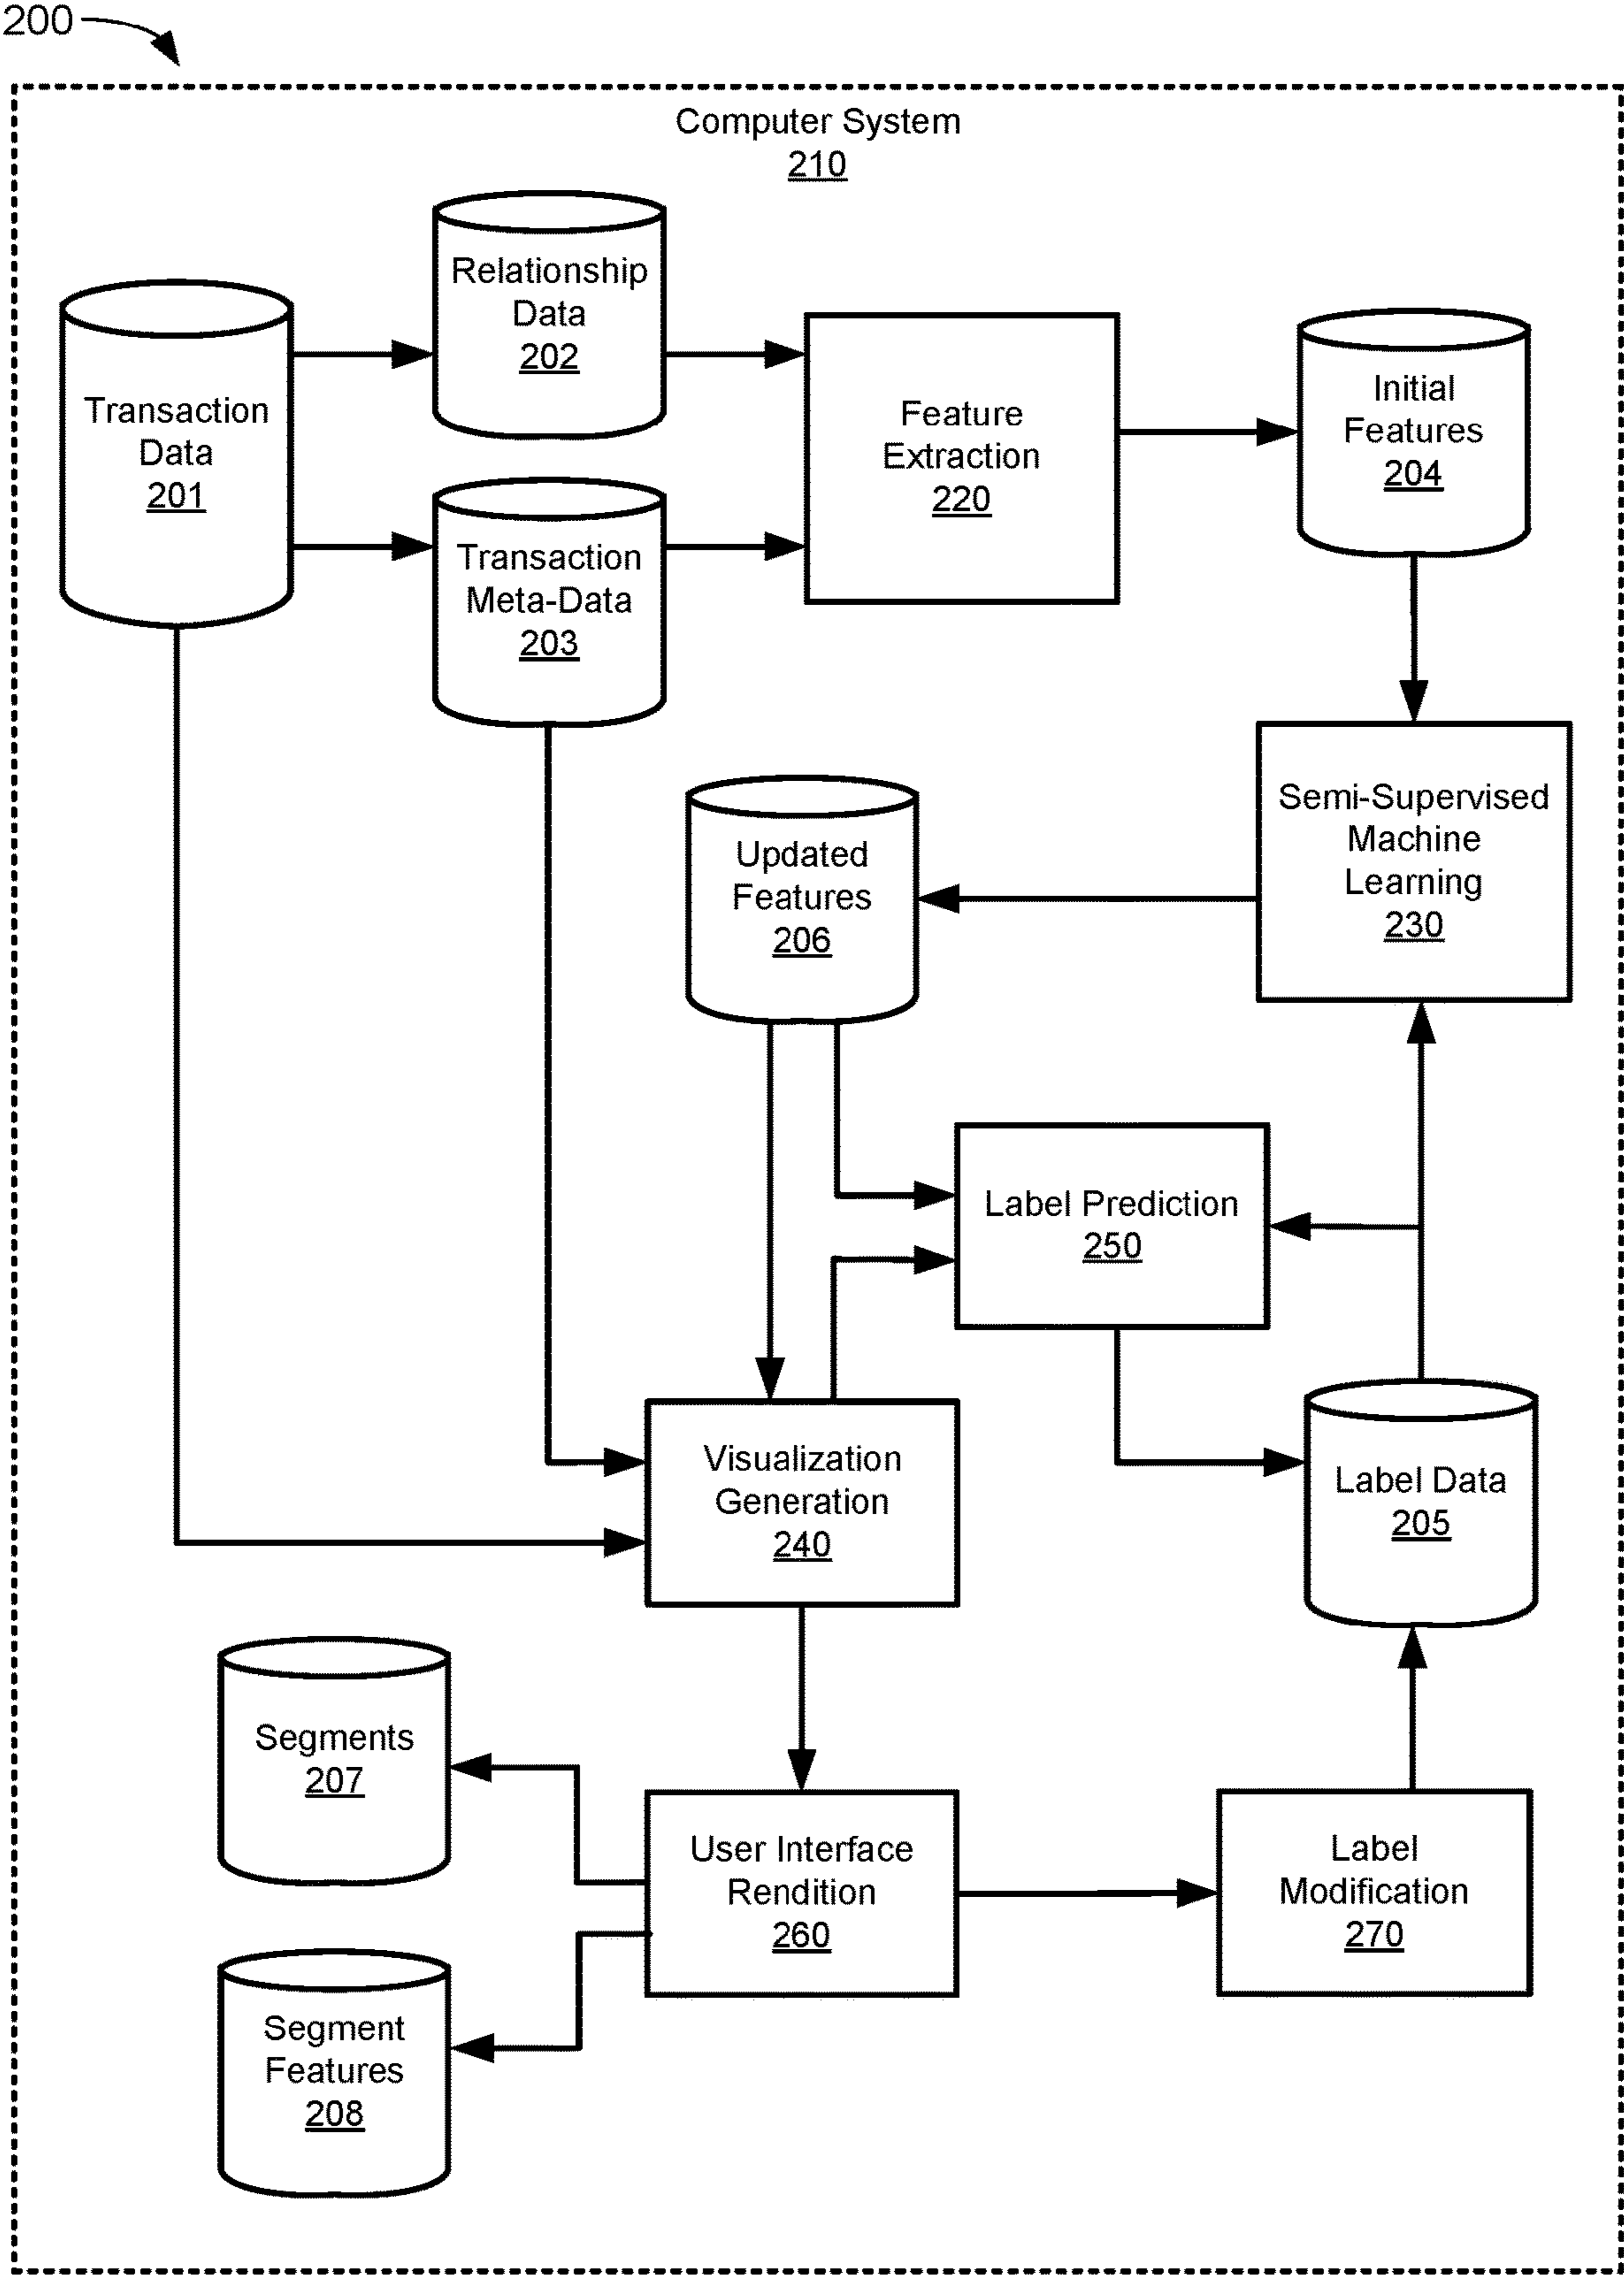 200
Computer System
210
Relationship
Data
202
Transaction
Data
201
Transaction
Meta-Data
203
Feature
Extraction
220
Initial
Features
204
Semi-Supervised
Machine
Learning
230
Updated
Features
206
Label Prediction
250
Visualization
Generation
240
Label Data
205
Segments
207
User Interface
Rendition
260
Label
Modification
270
Segment
Features
208